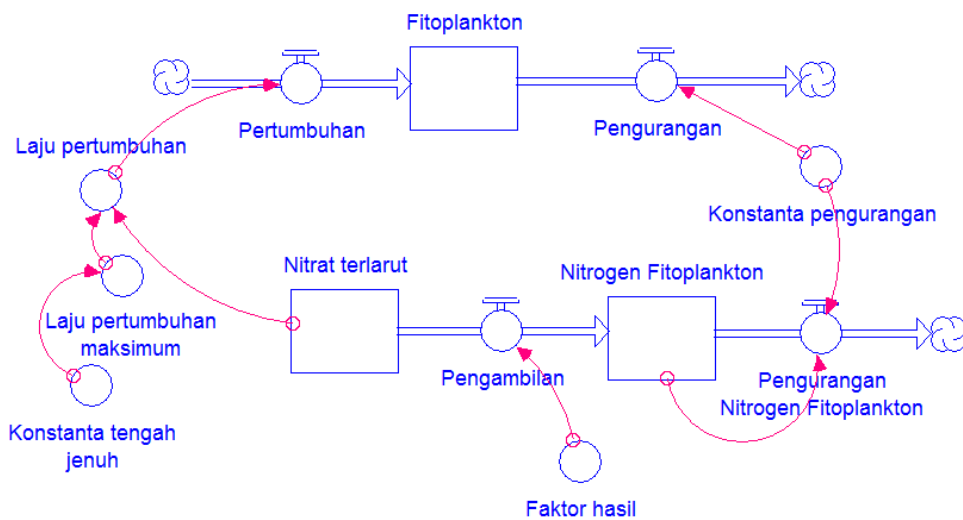 Fitoplankton
Pertumbuhan
Pengurangan
Laju pertumbuhan
Konstanta pengurangan
Nitrat terlarut
Nitrogen Fitoplankton
Laju pertumbuhan
maksimum
Pengambilan
Pengurangan
Nitrogen Fitoplankton
Konstanta tengah
jenuh
Faktor hasil